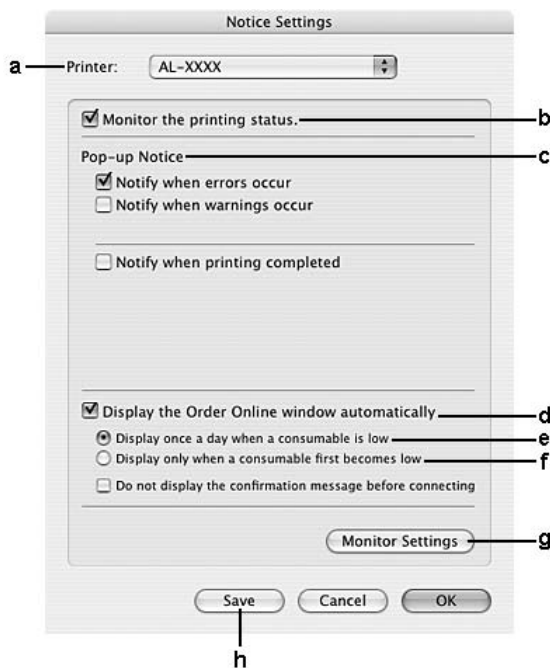 Notice Settings
a Printer: AL-XXXX
Monitor the printing status. b
Pop-up Notice c
Notify when errors occur
Notify when warnings occur
Notify when printing completed
Display the Order Online window automatically d
Display once a day when a consumable is low e
Display only when a consumable first becomes low f
Do not display the confirmation message before connecting
Monitor Settings g
Save Cancel OK
h